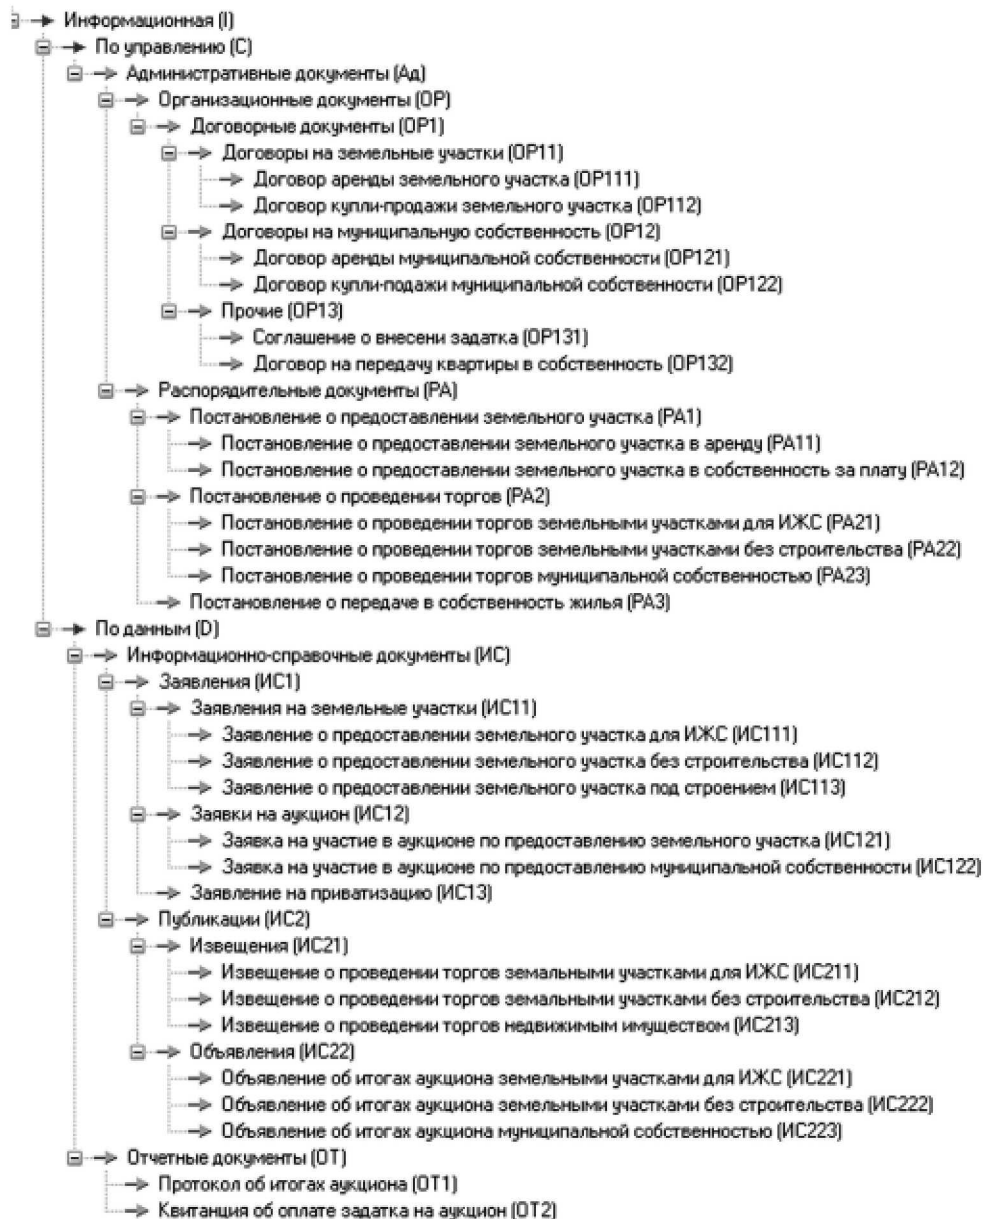 Информационная (I)
По управлению (C)
Административные документы (Ад)
Организационные документы (ОР)
Договорные документы (ОР1)
Договоры на земельные участки (ОР11)
Договор аренды земельного участка (ОР111)
Договор купли-продажи земельного участка (ОР112)
Договоры на муниципальную собственность (ОР12)
Договор аренды муниципальной собственности (ОР121)
Договор купли-подажи муниципальной собственности (ОР122)
Прочие (ОР13)
Соглашение о внесени задатка (ОР131)
Договор на передачу квартиры в собственность (ОР132)
Распорядительные документы (РА)
Постановление о предоставлении земельного участка (РА1)
Постановление о предоставлении земельного участка в аренду (РА11)
Постановление о предоставлении земельного участка в собственность за плату (РА12)
Постановление о проведении торгов (РА2)
Постановление о проведении торгов земельными участками для ИЖС (РА21)
Постановление о проведении торгов земельными участками без строительства (РА22)
Постановление о проведении торгов муниципальной собственностью (РА23)
Постановление о передаче в собственность жилья (РА3)
По данным (D)
Информационно-справочные документы (ИС)
Заявления (ИС1)
Заявления на земельные участки (ИС11)
Заявление о предоставлении земельного участка для ИЖС (ИС111)
Заявление о предоставлении земельного участка без строительства (ИС112)
Заявление о предоставлении земельного участка под строением (ИС113)
Заявки на аукцион (ИС12)
Заявка на участие в аукционе по предоставлению земельного участка (ИС121)
Заявка на участие в аукционе по предоставлению муниципальной собственности (ИС122)
Заявление на приватизацию (ИС13)
Публикации (ИС2)
Извещения (ИС21)
Извещение о проведении торгов земальными участками для ИЖС (ИС211)
Извещение о проведении торгов земальными участками без строительства (ИС212)
Извещение о проведении торгов недвижимым имуществом (ИС213)
Объявления (ИС22)
Объявление об итогах аукциона земельными участками для ИЖС (ИС221)
Объявление об итогах аукциона земельными участками без строительства (ИС222)
Объявление об итогах аукциона муниципальной собственностью (ИС223)
Отчетные документы (ОТ)
Протокол об итогах аукциона (ОТ1)
Квитанция об оплате задатка на аукцион (ОТ2)